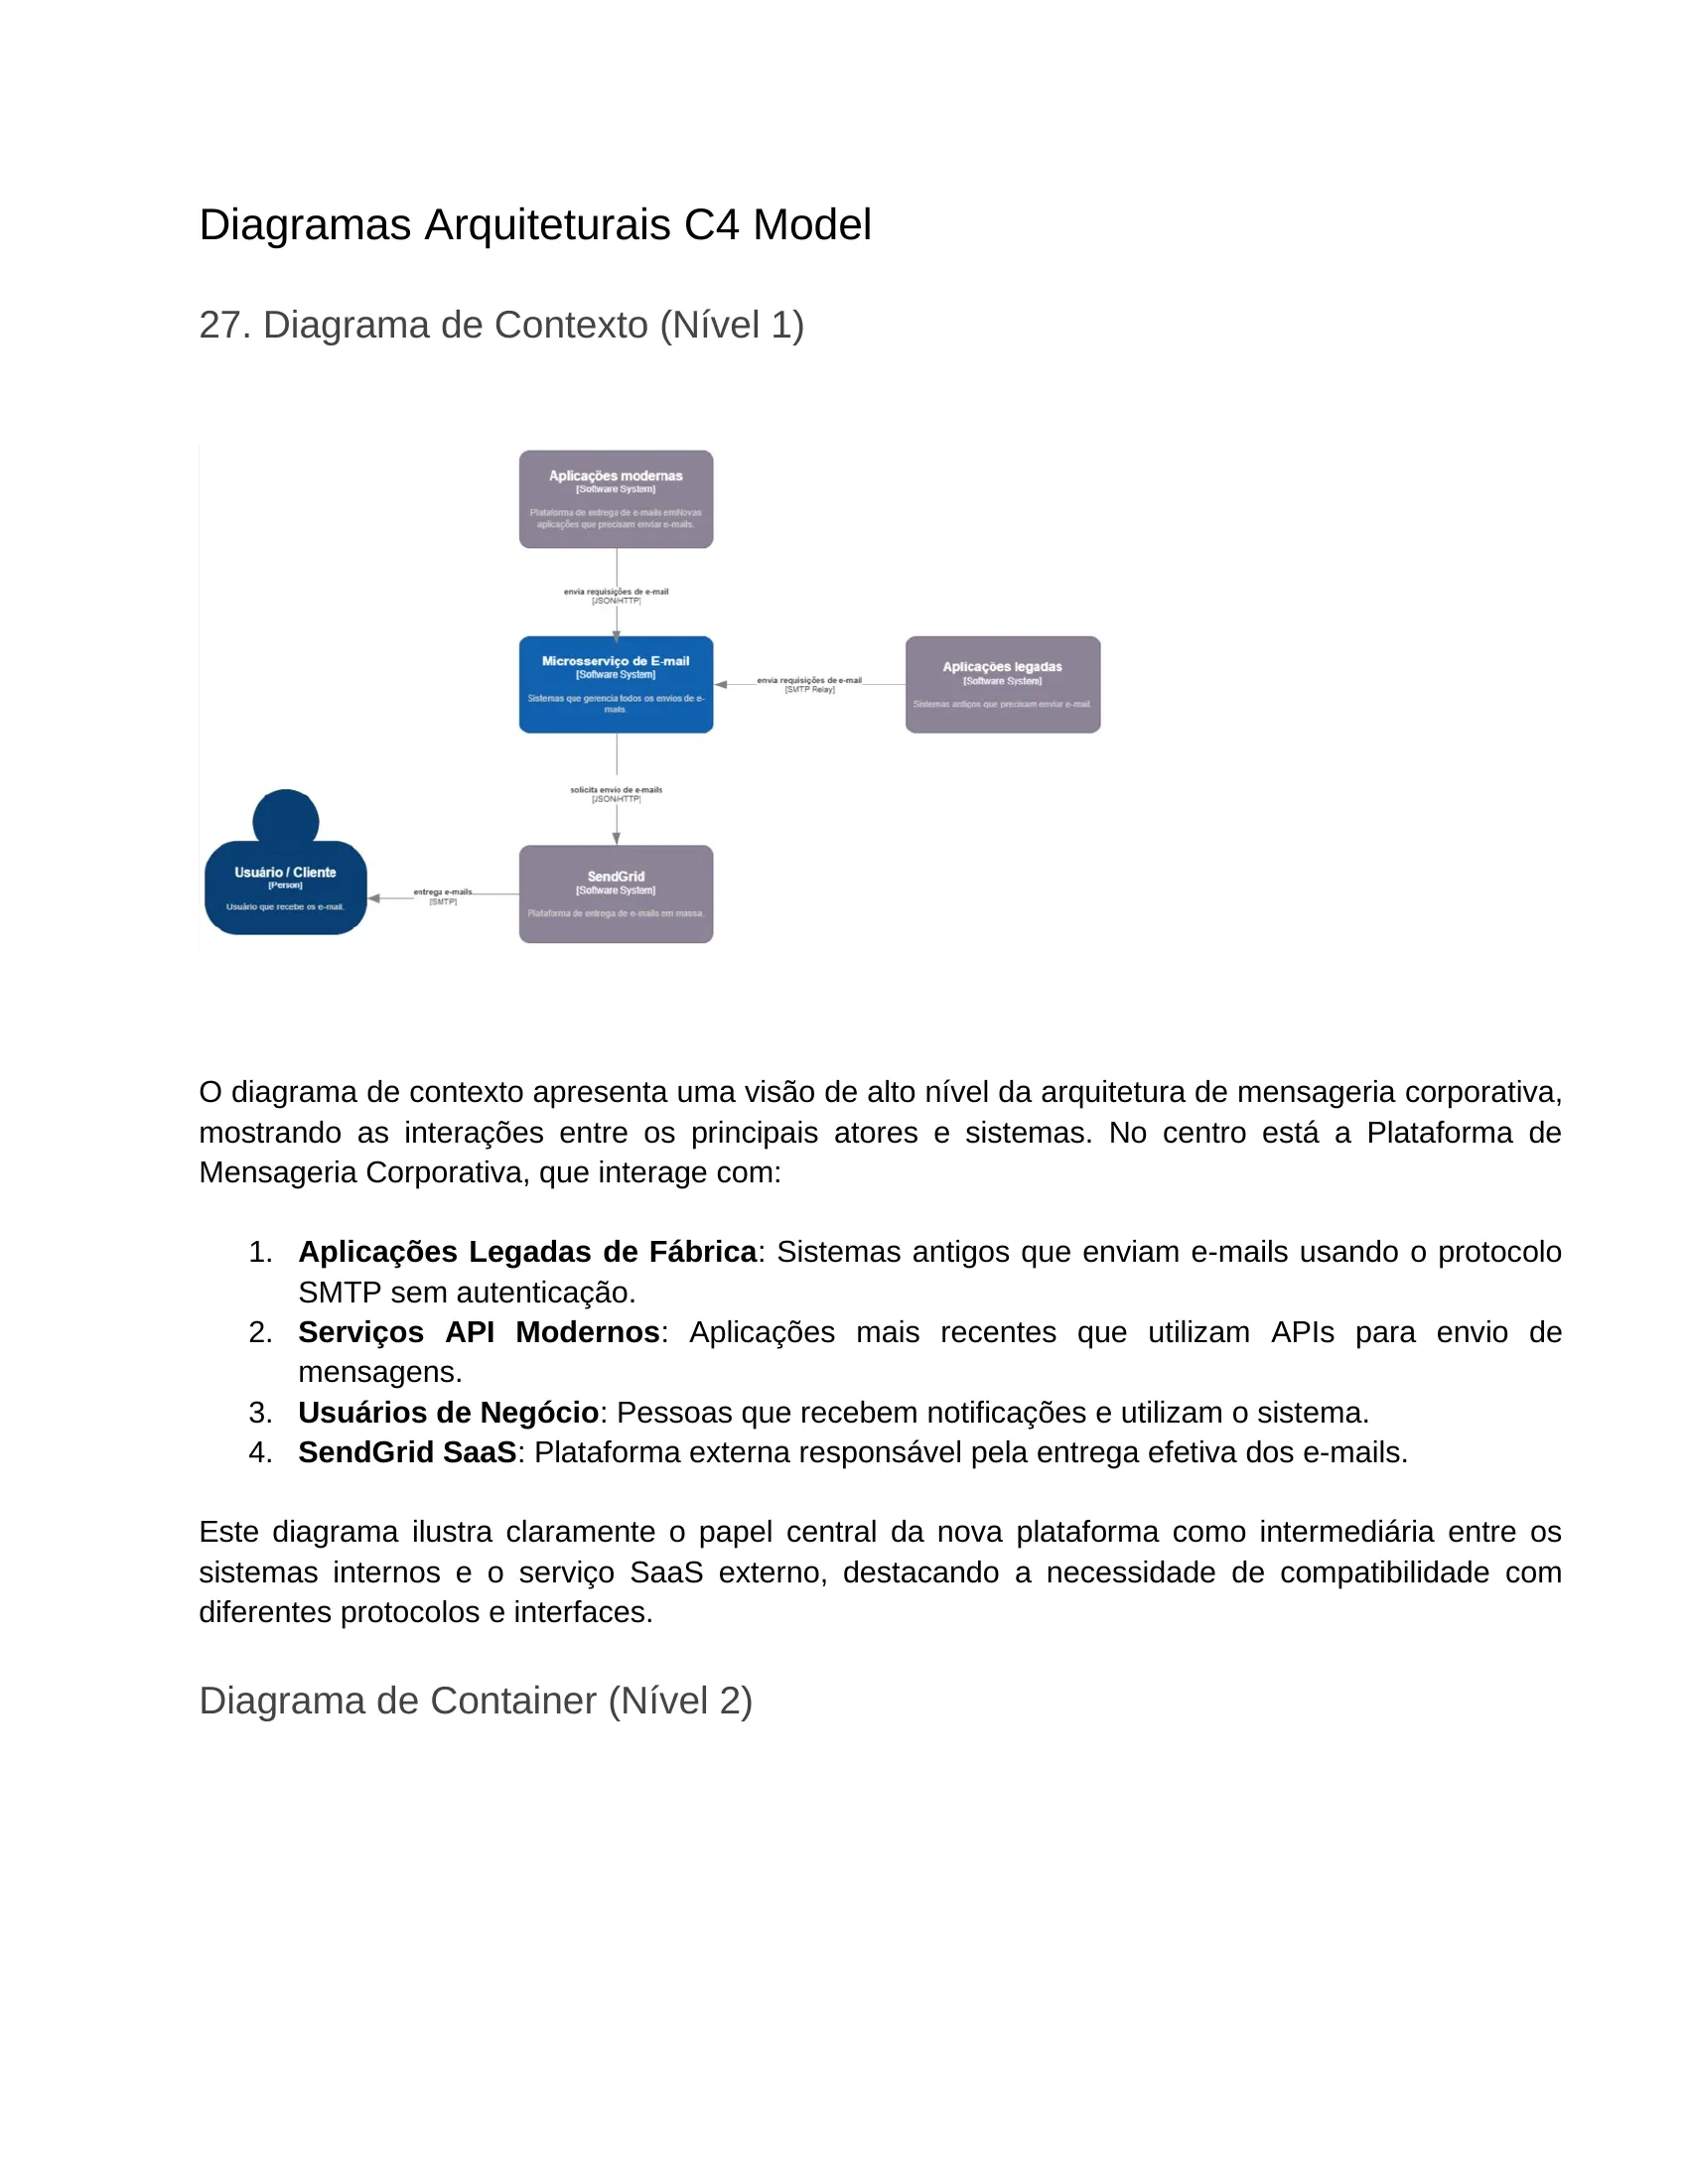 Diagramas Arquiteturais C4 Model
27. Diagrama de Contexto (Nível 1)
Aplicações modernas
[Software System]
Plataforma de entrega de e-mails emNovas
aplicações que precisam enviar e-mails.
envia requisições de e-mail
[JSON/HTTP]
Microsserviço de E-mail
[Software System]
Sistemas que gerencia todos os envios de e-
mails.
envia requisições de e-mail
[SMTP Relay]
Aplicações legadas
[Software System]
Sistemas antigos que precisam enviar e-mail.
solicita envio de e-mails
[JSON/HTTP]
Usuário / Cliente
[Person]
Usuário que recebe os e-mail.
entrega e-mails
[SMTP]
SendGrid
[Software System]
Plataforma de entrega de e-mails em massa.
O diagrama de contexto apresenta uma visão de alto nível da arquitetura de mensageria corporativa,
mostrando as interações entre os principais atores e sistemas. No centro está a Plataforma de
Mensageria Corporativa, que interage com:
1. Aplicações Legadas de Fábrica: Sistemas antigos que enviam e-mails usando o protocolo
SMTP sem autenticação.
2. Serviços API Modernos: Aplicações mais recentes que utilizam APIs para envio de
mensagens.
3. Usuários de Negócio: Pessoas que recebem notificações e utilizam o sistema.
4. SendGrid SaaS: Plataforma externa responsável pela entrega efetiva dos e-mails.
Este diagrama ilustra claramente o papel central da nova plataforma como intermediária entre os
sistemas internos e o serviço SaaS externo, destacando a necessidade de compatibilidade com
diferentes protocolos e interfaces.
Diagrama de Container (Nível 2)